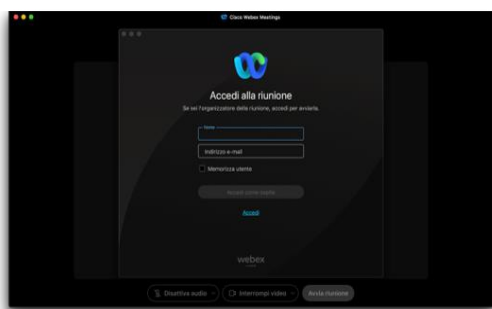 Cisco Webex Meetings
Accedi alla riunione
Se sei l'organizzatore della riunione, accedi per avviarla.
Nome
Indirizzo e-mail
Memorizza utente
Accedi come ospite
Accedi
webex
Disattiva audio
Interrompi video
Avvia riunione